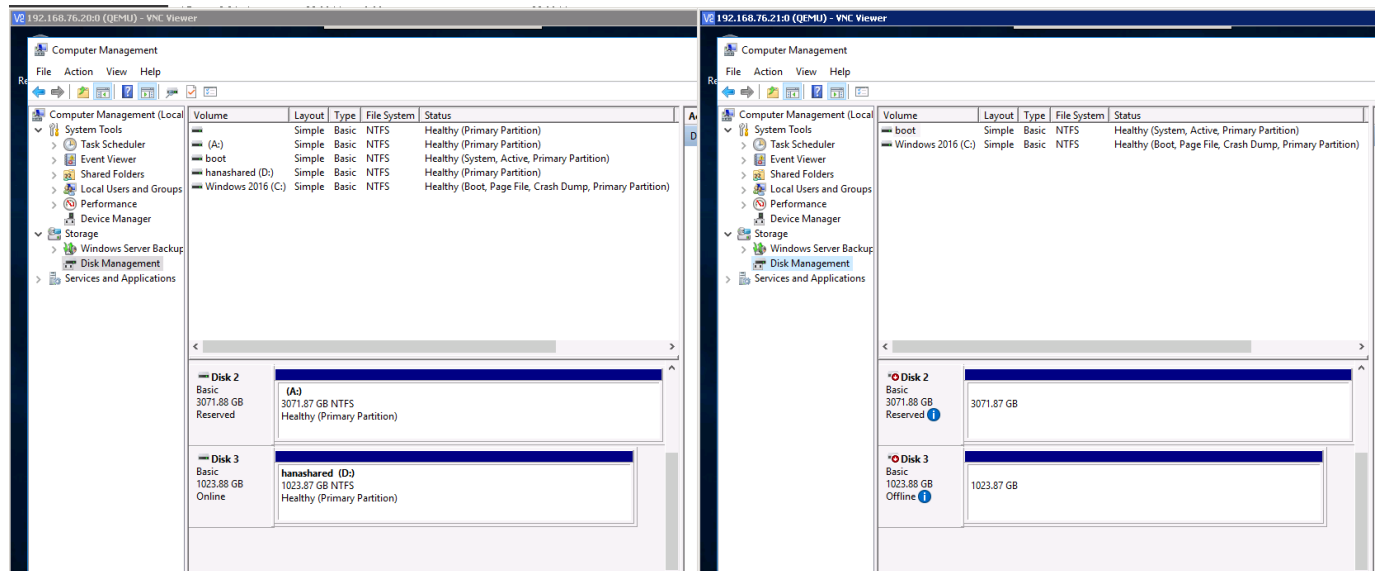 192.168.76.20:0 (QEMU) - VNC Viewer
Computer Management
File Action View Help
Computer Management (Local
System Tools
Task Scheduler
Event Viewer
Shared Folders
Local Users and Groups
Performance
Device Manager
Storage
Windows Server Backup
Disk Management
Services and Applications
Volume Layout Type File System Status
Simple Basic NTFS Healthy (Primary Partition)
(A:) Simple Basic NTFS Healthy (Primary Partition)
boot Simple Basic NTFS Healthy (System, Active, Primary Partition)
hanashared (D:) Simple Basic NTFS Healthy (Primary Partition)
Windows 2016 (C:) Simple Basic NTFS Healthy (Boot, Page File, Crash Dump, Primary Partition)
Disk 2
Basic
3071.88 GB
Reserved
(A:)
3071.87 GB NTFS
Healthy (Primary Partition)
Disk 3
Basic
1023.88 GB
Online
hanashared (D:)
1023.87 GB NTFS
Healthy (Primary Partition)
192.168.76.21:0 (QEMU) - VNC Viewer
Computer Management
File Action View Help
Computer Management (Local
System Tools
Task Scheduler
Event Viewer
Shared Folders
Local Users and Groups
Performance
Device Manager
Storage
Windows Server Backup
Disk Management
Services and Applications
Volume Layout Type File System Status
boot Simple Basic NTFS Healthy (System, Active, Primary Partition)
Windows 2016 (C:) Simple Basic NTFS Healthy (Boot, Page File, Crash Dump, Primary Partition)
Disk 2
Basic
3071.88 GB
Reserved
3071.87 GB
Disk 3
Basic
1023.88 GB
Offline
1023.87 GB